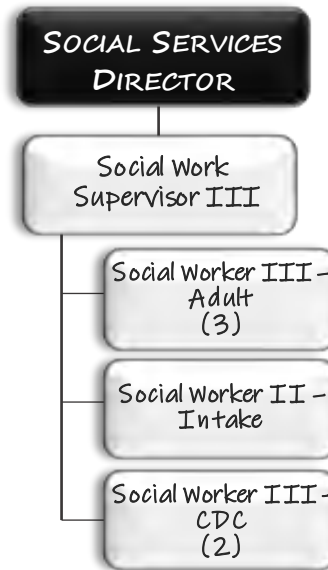 SOCIAL SERVICES
DIRECTOR
Social Work
Supervisor III
Social Worker III –
Adult
(3)
Social Worker II –
Intake
Social Worker III –
CDC
(2)